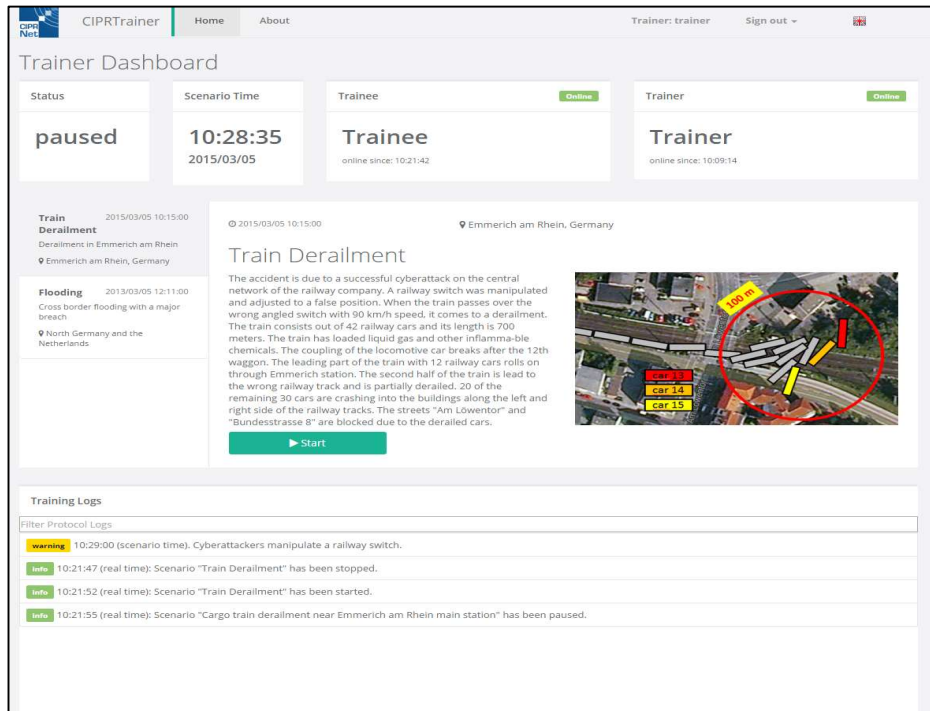 CIPR
Net
CIPRTrainer
Home
About
Trainer: trainer
Sign out
Trainer Dashboard
Status
paused
Scenario Time
10:28:35
2015/03/05
Trainee
Online
Trainee
online since: 10:21:42
Trainer
Online
Trainer
online since: 10:09:14
Train
Derailment
2015/03/05 10:15:00
Derailment in Emmerich am Rhein
Emmerich am Rhein, Germany
Flooding
2013/03/05 12:11:00
Cross border flooding with a major
breach
North Germany and the
Netherlands
2015/03/05 10:15:00
Emmerich am Rhein, Germany
Train Derailment
The accident is due to a successful cyberattack on the central
network of the railway company. A railway switch was manipulated
and adjusted to a false position. When the train passes over the
wrong angled switch with 90 km/h speed, it comes to a derailment.
The train consists out of 42 railway cars and its length is 700
meters. The train has loaded liquid gas and other inflamma-ble
chemicals. The coupling of the locomotive car breaks after the 12th
waggon. The leading part of the train with 12 railway cars rolls on
through Emmerich station. The second half of the train is lead to
the wrong railway track and is partially derailed. 20 of the
remaining 30 cars are crashing into the buildings along the left and
right side of the railway tracks. The streets "Am Löwentor" and
"Bundesstrasse 8" are blocked due to the derailed cars.
Start
100 m
car 13
car 14
car 15
Training Logs
Filter Protocol Logs
warning 10:29:00 (scenario time). Cyberattackers manipulate a railway switch.
info 10:21:47 (real time): Scenario "Train Derailment" has been stopped.
info 10:21:52 (real time): Scenario "Train Derailment" has been started.
info 10:21:55 (real time): Scenario "Cargo train derailment near Emmerich am Rhein main station" has been paused.